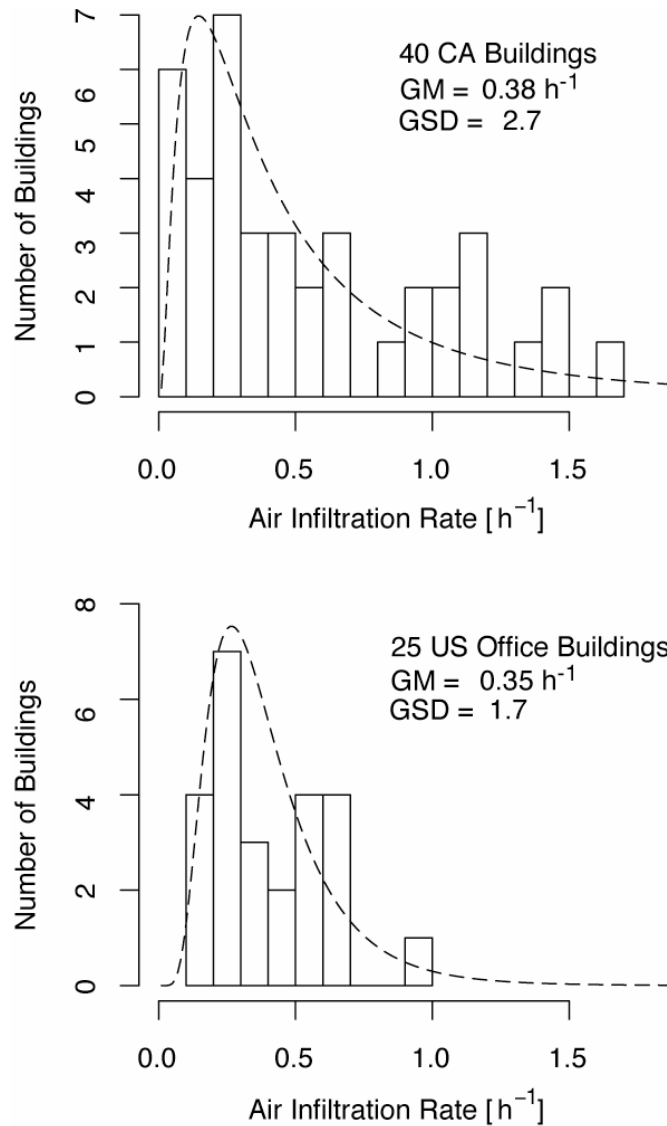 7
6
5
4
3
2
1
0
Number of Buildings
40 CA Buildings
GM = 0.38 h⁻¹
GSD = 2.7
0.0 0.5 1.0 1.5
Air Infiltration Rate [h⁻¹]
8
6
4
2
0
Number of Buildings
25 US Office Buildings
GM = 0.35 h⁻¹
GSD = 1.7
0.0 0.5 1.0 1.5
Air Infiltration Rate [h⁻¹]